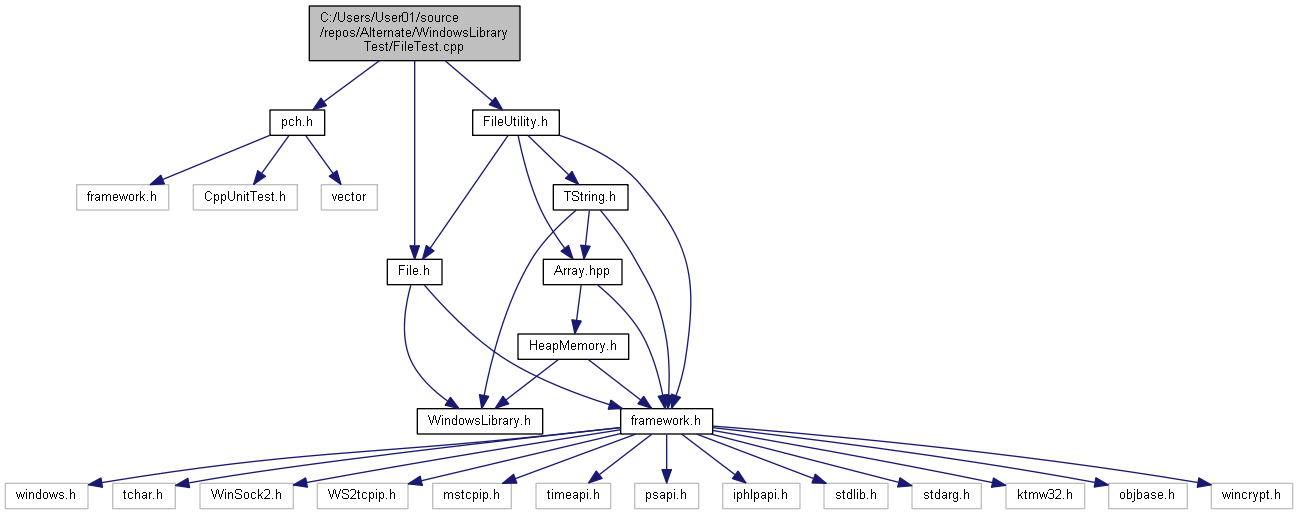 C:/Users/User01/source
/repos/Alternate/WindowsLibrary
Test/FileTest.cpp
pch.h
FileUtility.h
framework.h
CppUnitTest.h
vector
TString.h
File.h
Array.hpp
HeapMemory.h
WindowsLibrary.h
framework.h
windows.h
tchar.h
WinSock2.h
WS2tcpip.h
mstcpip.h
timeapi.h
psapi.h
iphlpapi.h
stdlib.h
stdarg.h
ktmw32.h
objbase.h
wincrypt.h